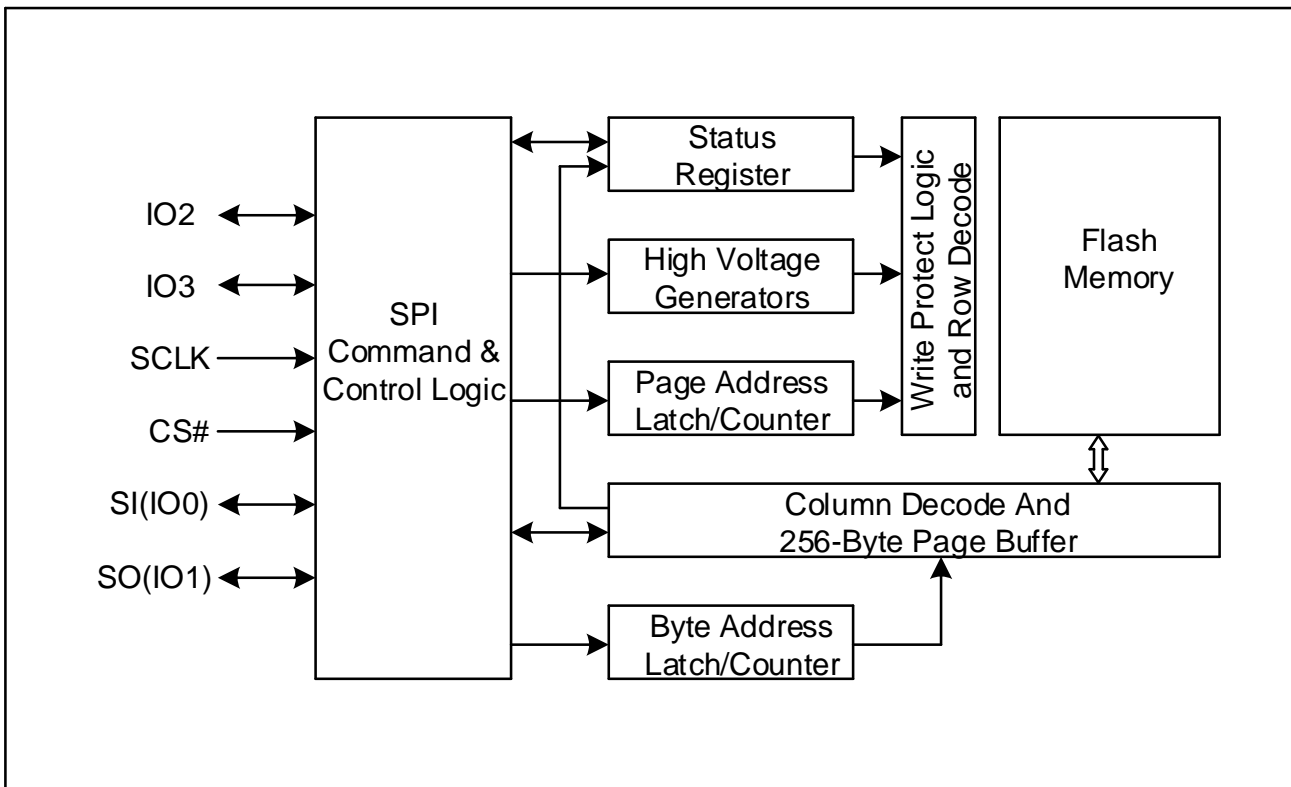 IO2
IO3
SCLK
CS#
SI(IO0)
SO(IO1)
SPI
Command &
Control Logic
Status
Register
High Voltage
Generators
Page Address
Latch/Counter
Write Protect Logic
and Row Decode
Flash
Memory
Column Decode And
256-Byte Page Buffer
Byte Address
Latch/Counter